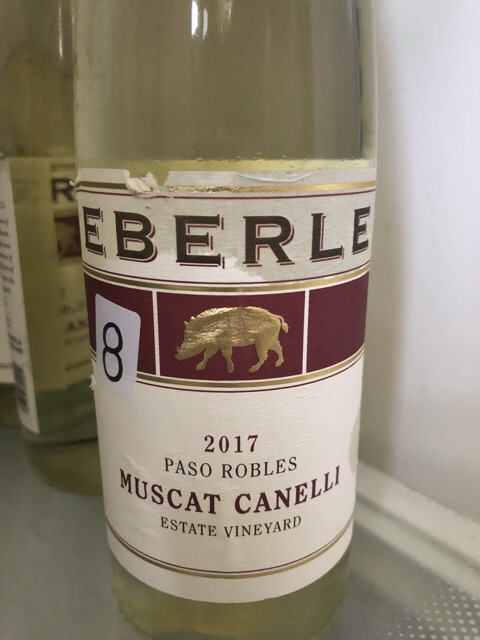 EBERLE
8
2017
PASO ROBLES
MUSCAT CANELLI
ESTATE VINEYARD